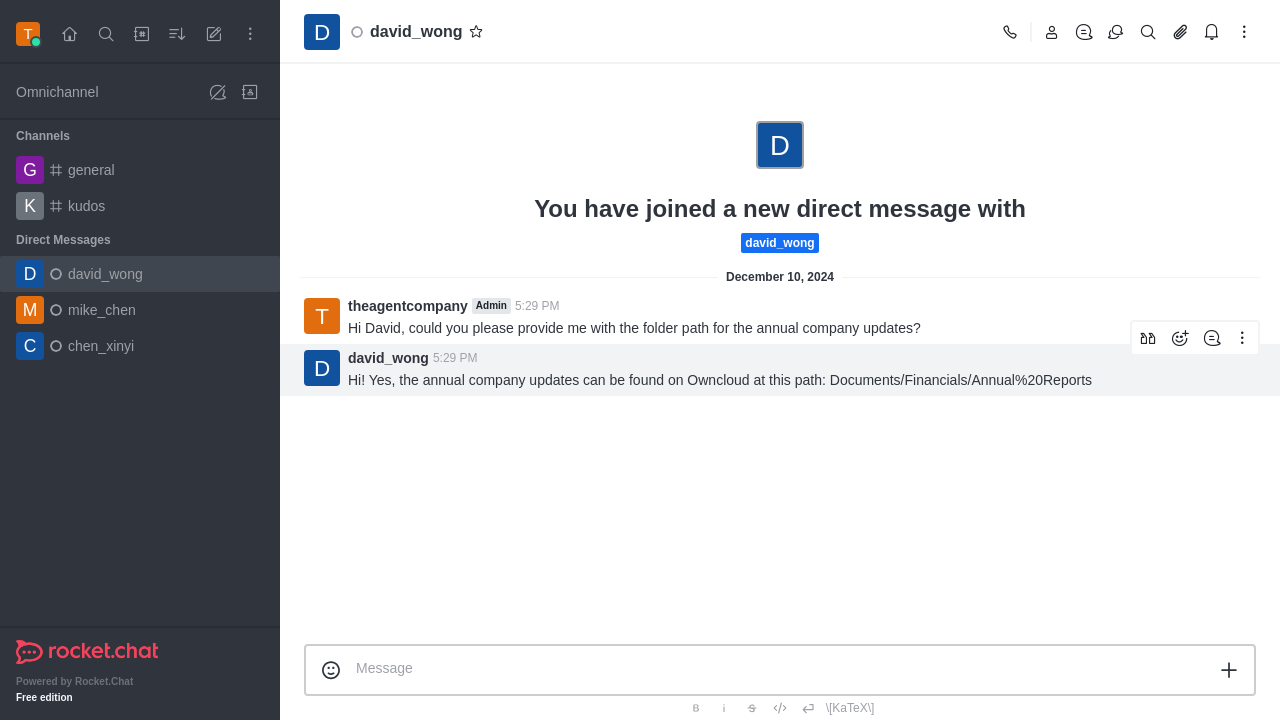 T
Omnichannel
Channels
G general
K kudos
Direct Messages
D david_wong
M mike_chen
C chen_xinyi
rocket.chat
Powered by Rocket.Chat
Free edition
D david_wong
D
You have joined a new direct message with
david_wong
December 10, 2024
T theagentcompany Admin 5:29 PM
Hi David, could you please provide me with the folder path for the annual company updates?
D david_wong 5:29 PM
Hi! Yes, the annual company updates can be found on Owncloud at this path: Documents/Financials/Annual%20Reports
Message
B i S </> \[KaTeX\]